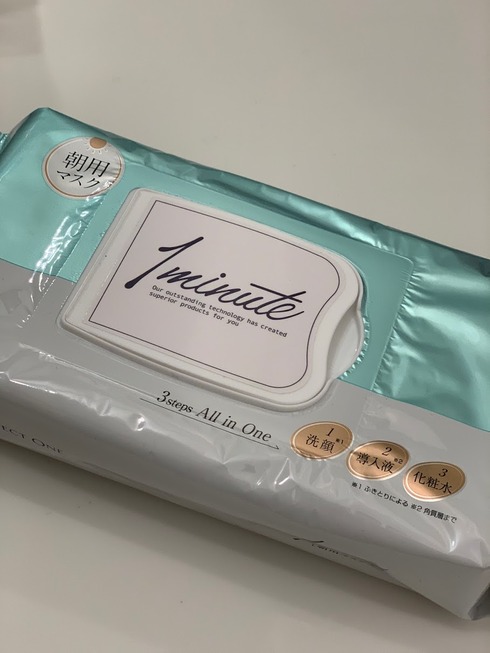 朝用
マスク
1minute
Our outstanding technology has created
superior products for you
3steps All in One
1
洗顔※1
2
導入液※2
3
化粧水
※1 ふきとりによる ※2 角質層まで
One